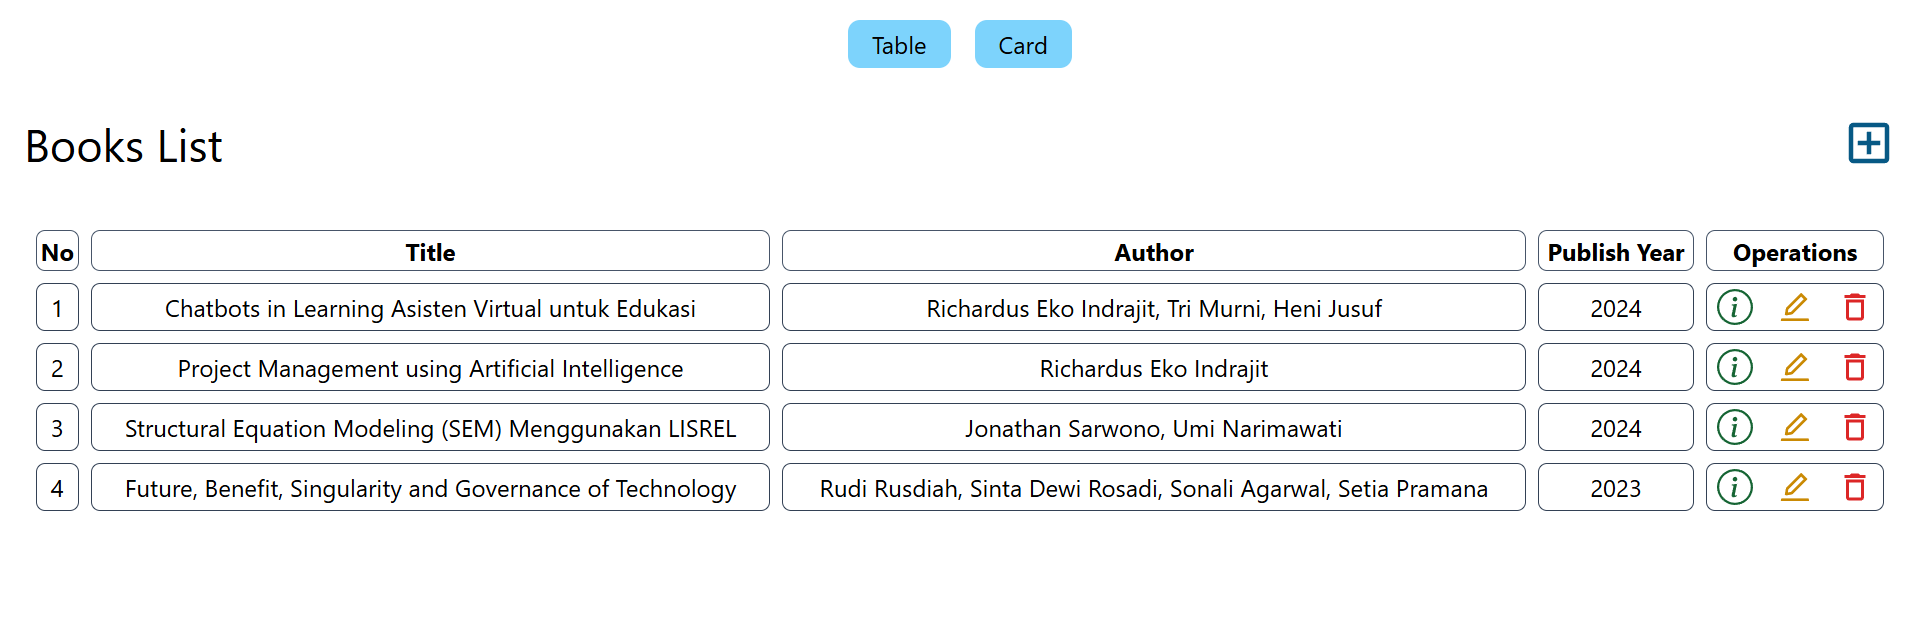 Table Card
Books List
No Title Author Publish Year Operations
1 Chatbots in Learning Asisten Virtual untuk Edukasi Richardus Eko Indrajit, Tri Murni, Heni Jusuf 2024
2 Project Management using Artificial Intelligence Richardus Eko Indrajit 2024
3 Structural Equation Modeling (SEM) Menggunakan LISREL Jonathan Sarwono, Umi Narimawati 2024
4 Future, Benefit, Singularity and Governance of Technology Rudi Rusdiah, Sinta Dewi Rosadi, Sonali Agarwal, Setia Pramana 2023